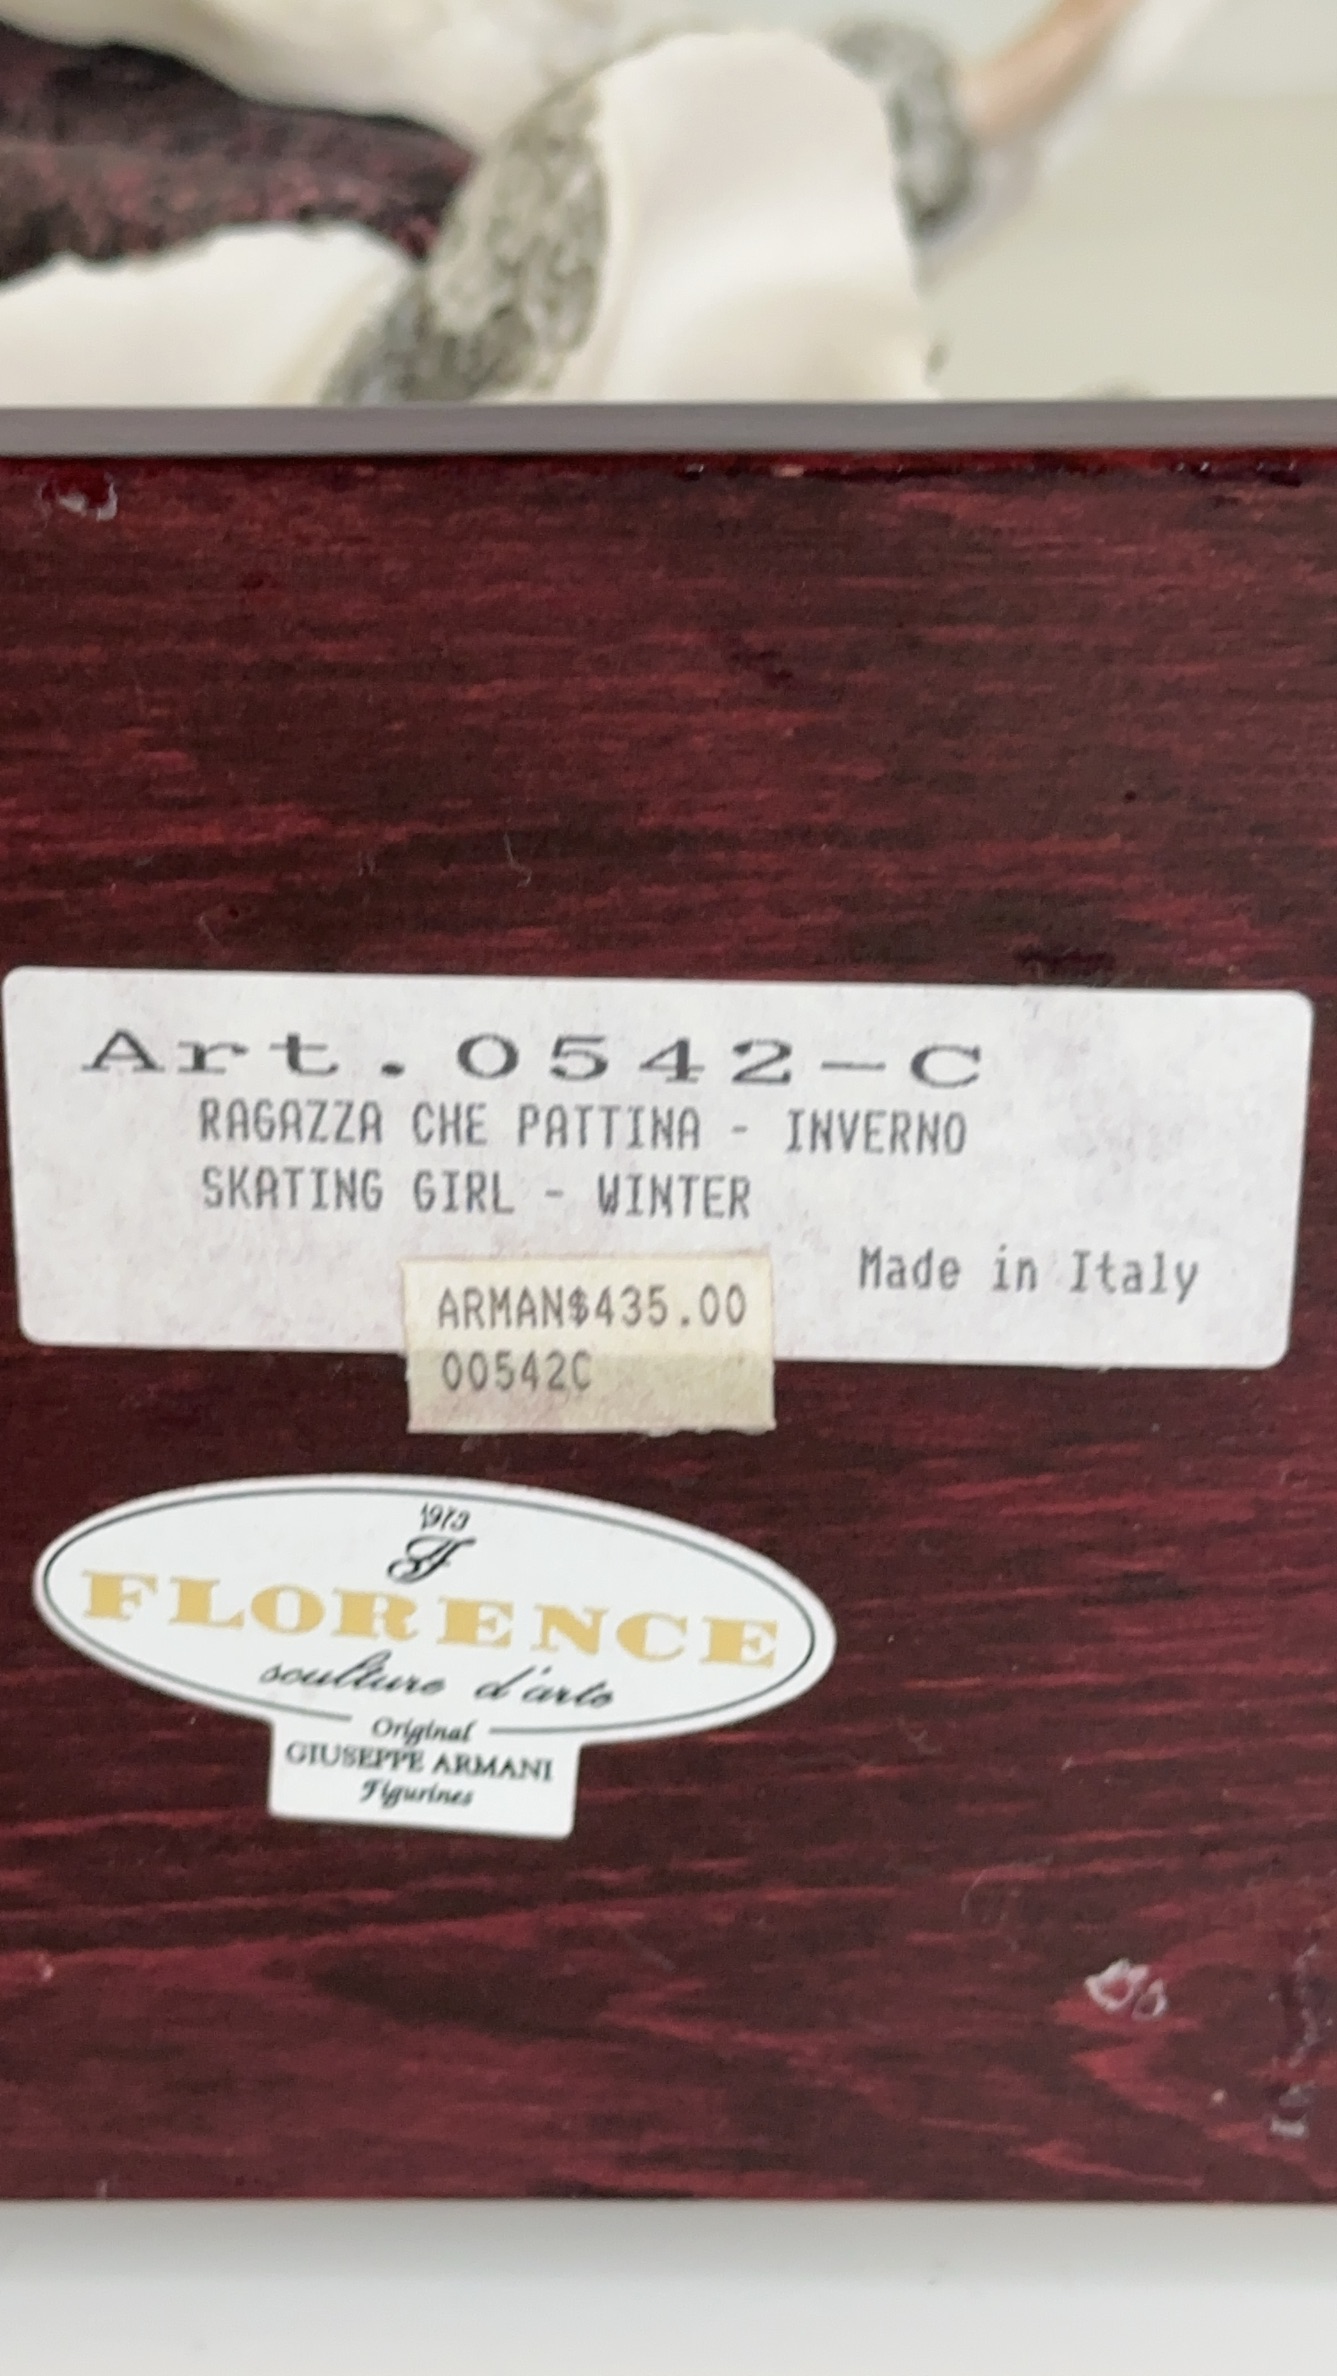 Art.0542-C
RAGAZZA CHE PATTINA - INVERNO
SKATING GIRL - WINTER
Made in Italy
ARMAN$435.00
00542C
1973
FLORENCE
sculture d'arte
Original
GIUSEPPE ARMANI
Figurines